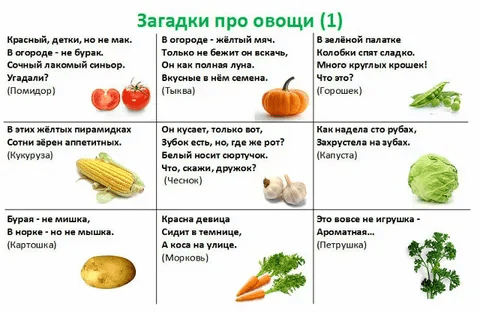 Загадки про овощи (1)
Красный, детки, но не мак.
В огороде - не бурак.
Сочный лакомый синьор.
Угадали?
(Помидор)
В огороде - жёлтый мяч.
Только не бежит он вскачь,
Он как полная луна.
Вкусные в нём семена.
(Тыква)
В зелёной палатке
Колобки спят сладко.
Много круглых крошек!
Что это?
(Горошек)
В этих жёлтых пирамидках
Сотни зёрен аппетитных.
(Кукуруза)
Он кусает, только вот,
Зубок есть, но, где же рот?
Белый носит сюртучок.
Что, скажи, дружок?
(Чеснок)
Как надела сто рубах,
Захрустела на зубах.
(Капуста)
Бурая - не мишка,
В норке - но не мышка.
(Картошка)
Красна девица
Сидит в темнице,
А коса на улице.
(Морковь)
Это вовсе не игрушка -
Ароматная...
(Петрушка)